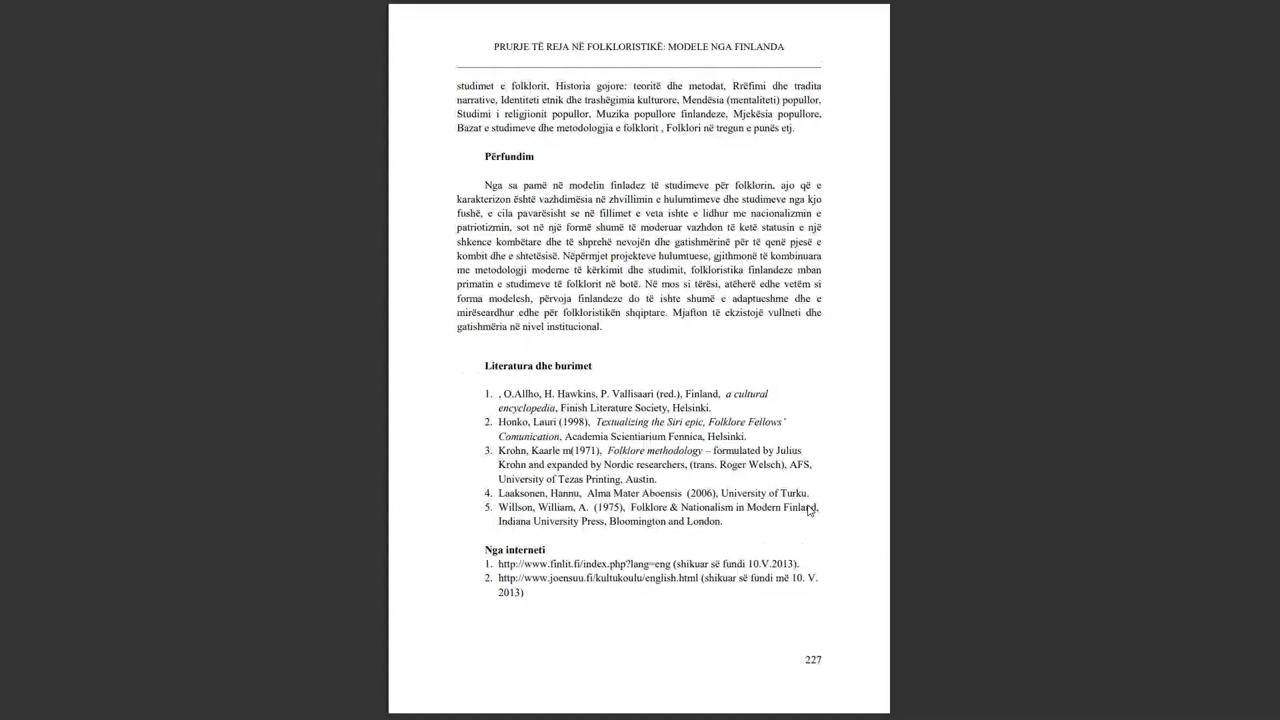 PRURJE TË REJA NË FOLKLORISTIKË: MODELE NGA FINLANDA
studimet e folklorit, Historia gojore: teoritë dhe metodat, Rrëfimi dhe tradita
narrative, Identiteti etnik dhe trashëgimia kulturore, Mendësia (mentaliteti) popullor,
Studimi i religjionit popullor, Muzika popullore finlandeze, Mjekësia popullore,
Bazat e studimeve dhe metodologjia e folklorit , Folklori në tregun e punës etj.
Përfundim
Nga sa pamë në modelin finladez të studimeve për folklorin, ajo që e
karakterizon është vazhdimësia në zhvillimin e hulumtimeve dhe studimeve nga kjo
fushë, e cila pavarësisht se në fillimet e veta ishte e lidhur me nacionalizmin e
patriotizmin, sot në një formë shumë të moderuar vazhdon të ketë statusin e një
shkence kombëtare dhe të shprehë nevojën dhe gatishmërinë për të qenë pjesë e
kombit dhe e shtetësisë. Nëpërmjet projekteve hulumtuese, gjithmonë të kombinuara
me metodologji moderne të kërkimit dhe studimit, folkloristika finlandeze mban
primatin e studimeve të folklorit në botë. Në mos si tërësi, atëherë edhe vetëm si
forma modelesh, përvoja finlandeze do të ishte shumë e adaptueshme dhe e
mirëseardhur edhe për folkloristikën shqiptare. Mjafton të ekzistojë vullneti dhe
gatishmëria në nivel institucional.
Literatura dhe burimet
1. , O.Allho, H. Hawkins, P. Vallisaari (red.), Finland, a cultural
encyclopedia, Finish Literature Society, Helsinki.
2. Honko, Lauri (1998), Textualizing the Siri epic, Folklore Fellows'
Comunication, Academia Scientiarium Fennica, Helsinki.
3. Krohn, Kaarle m(1971), Folklore methodology – formulated by Julius
Krohn and expanded by Nordic researchers, (trans. Roger Welsch), AFS,
University of Tezas Printing, Austin.
4. Laaksonen, Hannu, Alma Mater Aboensis (2006), University of Turku.
5. Willson, William, A. (1975), Folklore & Nationalism in Modern Finland,
Indiana University Press, Bloomington and London.
Nga interneti
1. http://www.finlit.fi/index.php?lang=eng (shikuar së fundi 10.V.2013).
2. http://www.joensuu.fi/kultukoulu/english.html (shikuar së fundi më 10. V.
2013)
227